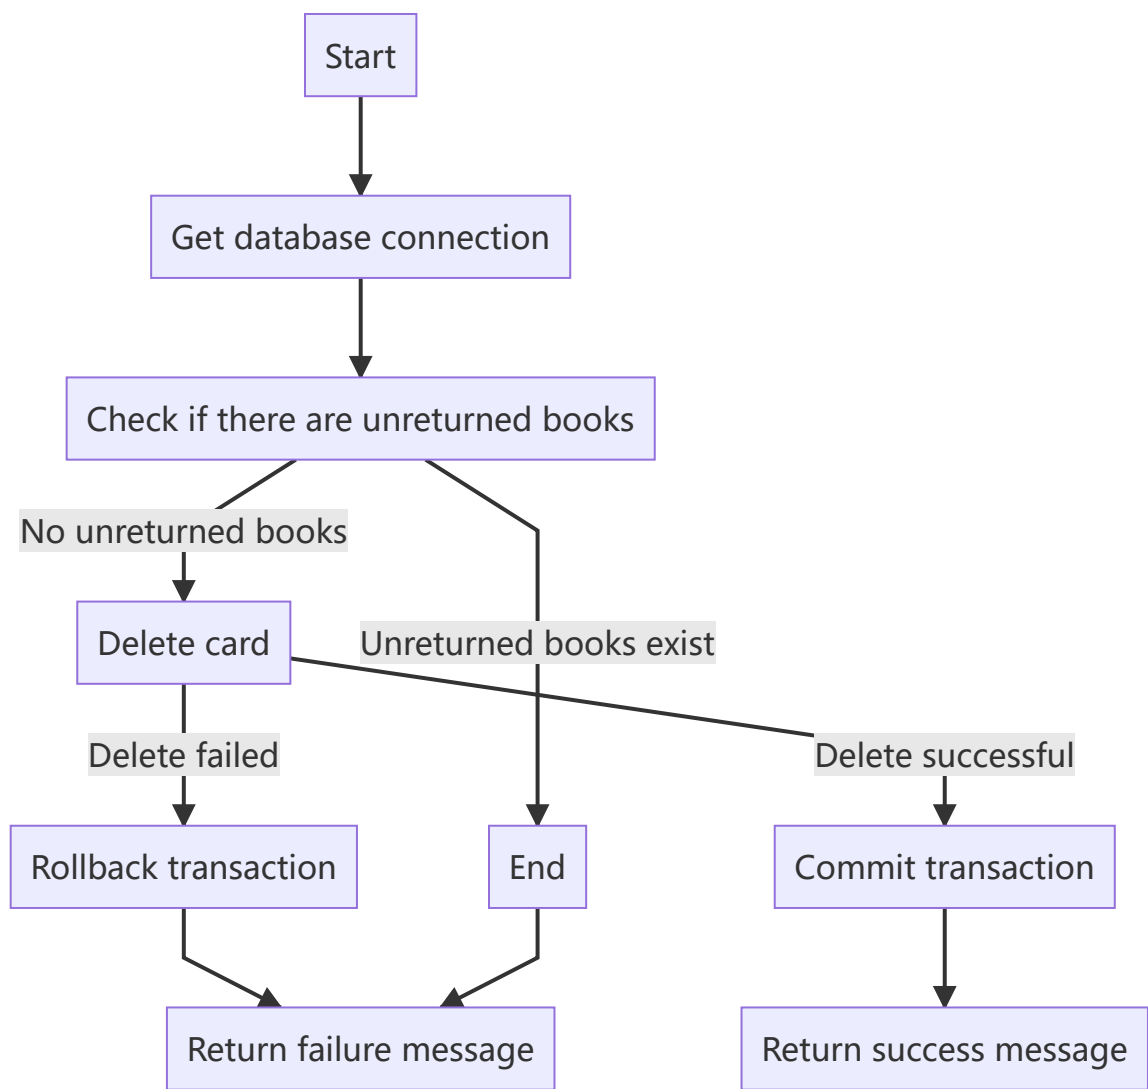 Start
Get database connection
Check if there are unreturned books
No unreturned books
Delete card
Unreturned books exist
Delete failed
Delete successful
Rollback transaction
End
Commit transaction
Return failure message
Return success message